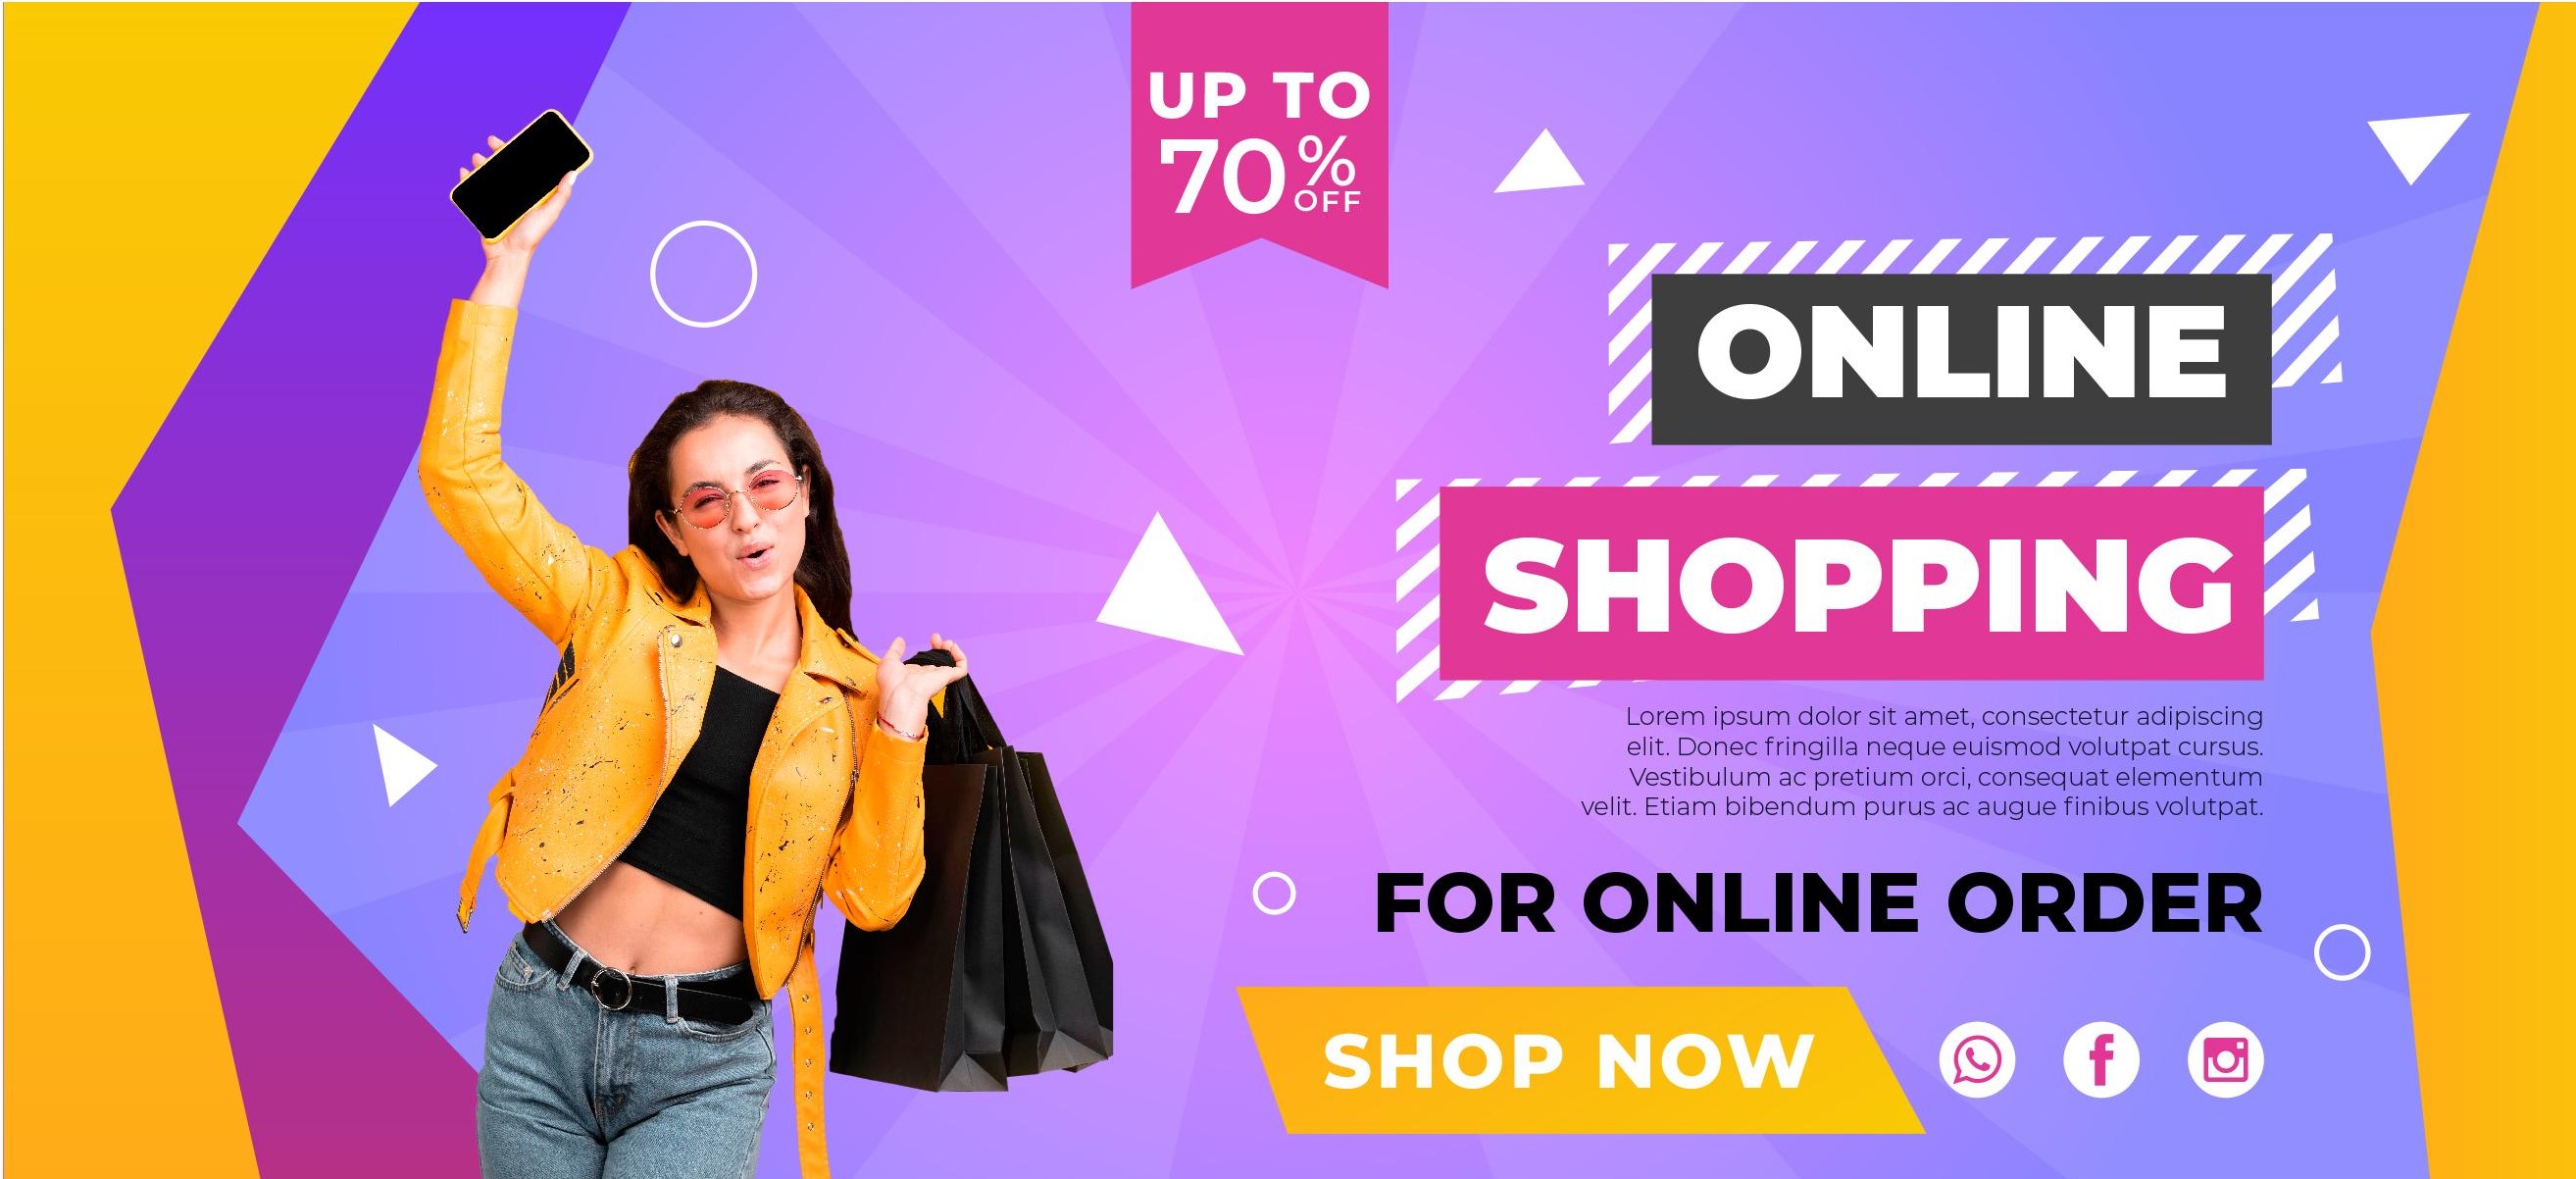 UP TO
70%
OFF
ONLINE
SHOPPING
Lorem ipsum dolor sit amet, consectetur adipiscing
elit. Donec fringilla neque euismod volutpat cursus.
Vestibulum ac pretium orci, consequat elementum
velit. Etiam bibendum purus ac augue finibus volutpat.
FOR ONLINE ORDER
SHOP NOW